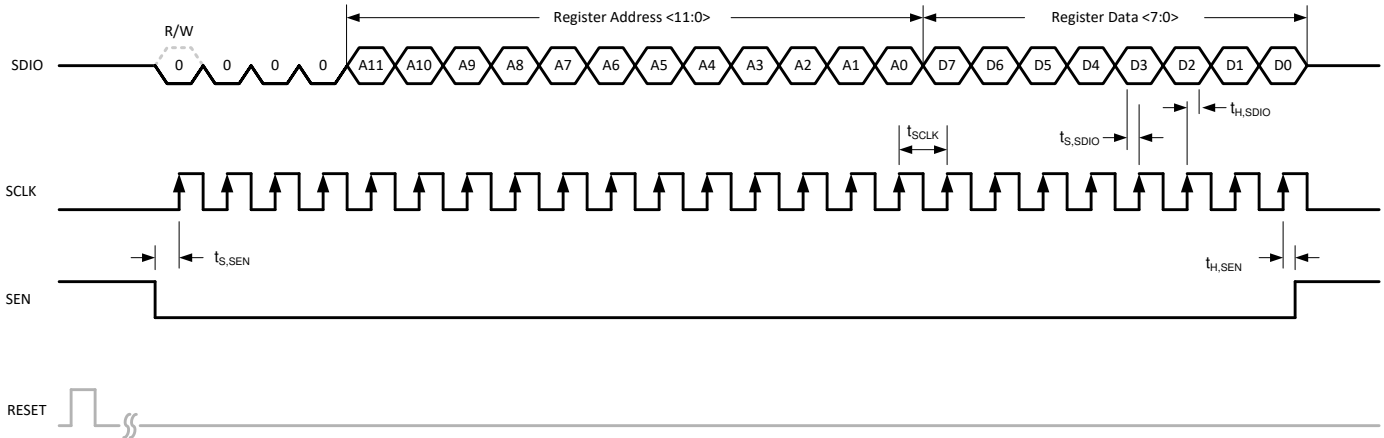 Register Address <11:0>
Register Data <7:0>
R/W
SDIO
0 0 0 0 A11 A10 A9 A8 A7 A6 A5 A4 A3 A2 A1 A0 D7 D6 D5 D4 D3 D2 D1 D0
tH,SDIO
tSCLK
tS,SDIO
SCLK
tS,SEN
tH,SEN
SEN
RESET